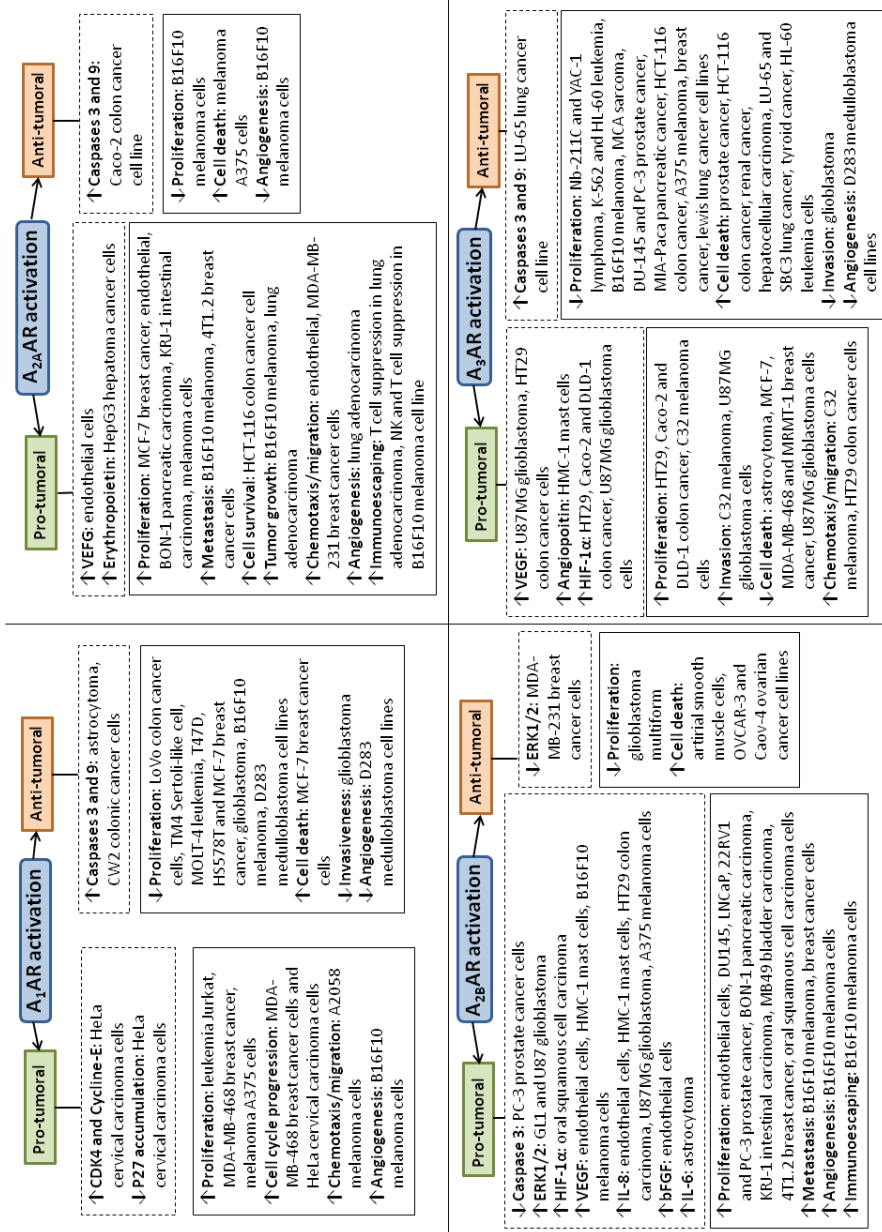 A1AR activation
Pro-tumoral
Anti-tumoral
↑CDK4 and Cycline-E: HeLa
cervical carcinoma cells
↓P27 accumulation: HeLa
cervical carcinoma cells
↑Proliferation: leukemia Jurkat,
MDA-MB-468 breast cancer,
melanoma A375 cells
↑Cell cycle progression: MDA-
MB-468 breast cancer cells and
HeLa cervical carcinoma cells
↑Chemotaxis/migration: A2058
melanoma cells
↑Angiogenesis: B16F10
melanoma cells
↑Caspases 3 and 9: astrocytoma,
CW2 colonic cancer cells
↓Proliferation: LoVo colon cancer
cells, TM4 Sertoli-like cell,
MOLT-4 leukemia, T47D,
HS578T and MCF-7 breast
cancer, glioblastoma, B16F10
melanoma, D283
medulloblastoma cell lines
↑Cell death: MCF-7 breast cancer
cells
↓Invasiveness: glioblastoma
↓Angiogenesis: D283
medulloblastoma cell lines
A2AAR activation
Pro-tumoral
Anti-tumoral
↑VEFG: endothelial cells
↑Erythropoietin: HepG3 hepatoma cancer cells
↑Proliferation: MCF-7 breast cancer, endothelial,
BON-1 pancreatic carcinoma, KRJ-1 intestinal
carcinoma, melanoma cells
↑Metastasis: B16F10 melanoma, 4T1.2 breast
cancer cells
↑Cell survival: HCT-116 colon cancer cell
↑Tumor growth: B16F10 melanoma, lung
adenocarcinoma
↑Chemotaxis/migration: endothelial, MDA-MB-
231 breast cancer cells
↑Angiogenesis: lung adenocarcinoma
↑Immunoescaping: T cell suppression in lung
adenocarcinoma, NK and T cell suppression in
B16F10 melanoma cell line
↑Caspases 3 and 9:
Caco-2 colon cancer
cell line
↓Proliferation: B16F10
melanoma cells
↑Cell death: melanoma
A375 cells
↓Angiogenesis: B16F10
melanoma cells
A2BAR activation
Pro-tumoral
Anti-tumoral
↓Caspase 3: PC-3 prostate cancer cells
↑ERK1/2: GL1 and U87 glioblastoma
↑HIF-1α: oral squamous cell carcinoma
↑VEGF: endothelial cells, HMC-1 mast cells, B16F10
melanoma cells
↑IL-8: endothelial cells, HMC-1 mast cells, HT29 colon
carcinoma, U87MG glioblastoma, A375 melanoma cells
↑bFGF: endothelial cells
↑IL-6: astrocytoma
↑Proliferation: endothelial cells, DU145, LNCaP, 22RV1
and PC-3 prostate cancer, BON-1 pancreatic carcinoma,
KRJ-1 intestinal carcinoma, MB49 bladder carcinoma,
4T1.2 breast cancer, oral squamous cell carcinoma cells
↑Metastasis: B16F10 melanoma, breast cancer cells
↑Angiogenesis: B16F10 melanoma cells
↑Immunoescaping: B16F10 melanoma cells
↓ERK1/2: MDA-
MB-231 breast
cancer cells
↓Proliferation:
glioblastoma
multiform
↑Cell death:
artirial smooth
muscle cells,
OVCAR-3 and
Caov-4 ovarian
cancer cell lines
A3AR activation
Pro-tumoral
Anti-tumoral
↑VEGF: U87MG glioblastoma, HT29
colon cancer cells
↑Angiopoitin: HMC-1 mast cells
↑HIF-1α: HT29, Caco-2 and DLD-1
colon cancer, U87MG glioblastoma
cells
↑Proliferation: HT29, Caco-2 and
DLD-1 colon cancer, C32 melanoma
cells
↑Invasion: C32 melanoma, U87MG
glioblastoma cells
↓Cell death : astrocytoma, MCF-7,
MDA-MB-468 and MRMT-1 breast
cancer, U87MG glioblastoma cells
↑Chemotaxis/migration: C32
melanoma, HT29 colon cancer cells
↑Caspases 3 and 9: LU-65 lung cancer
cell line
↓Proliferation: Nb-211C and YAC-1
lymphoma, K-562 and HL-60 leukemia,
B16F10 melanoma, MCA sarcoma,
DU-145 and PC-3 prostate cancer,
MIA-Paca pancreatic cancer, HCT-116
colon cancer, A375 melanoma, breast
cancer, lewis lung cancer cell lines
↑Cell death: prostate cancer, HCT-116
colon cancer, renal cancer,
hepatocellular carcinoma, LU-65 and
SBC3 lung cancer, tyroid cancer, HL-60
leukemia cells
↓Invasion: glioblastoma
↓Angiogenesis: D283 medulloblastoma
cell lines